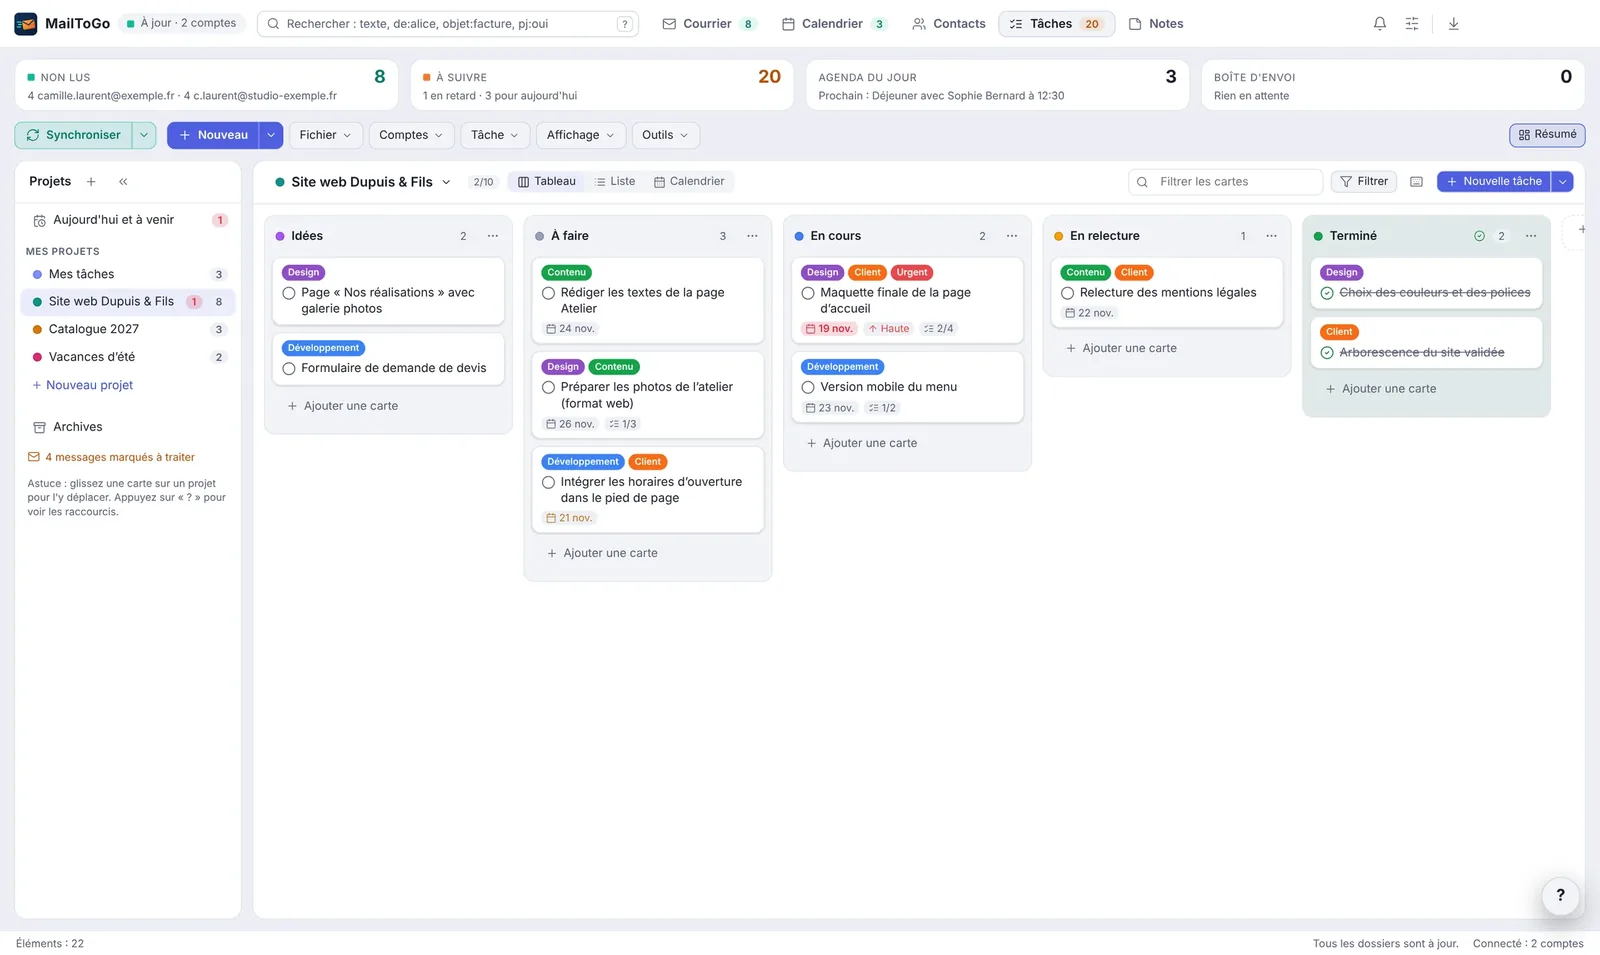 MailToGo
À jour · 2 comptes
Rechercher : texte, de:alice, objet:facture, pj:oui
?
Courrier 8
Calendrier 3
Contacts
Tâches 20
Notes
NON LUS 8
4 camille.laurent@exemple.fr · 4 c.laurent@studio-exemple.fr
À SUIVRE 20
1 en retard · 3 pour aujourd'hui
AGENDA DU JOUR 3
Prochain : Déjeuner avec Sophie Bernard à 12:30
BOÎTE D'ENVOI 0
Rien en attente
Synchroniser
+ Nouveau
Fichier
Comptes
Tâche
Affichage
Outils
Résumé
Projets + «
Aujourd'hui et à venir 1
MES PROJETS
Mes tâches 3
Site web Dupuis & Fils 1 8
Catalogue 2027 3
Vacances d’été 2
+ Nouveau projet
Archives
4 messages marqués à traiter
Astuce : glissez une carte sur un projet
pour l'y déplacer. Appuyez sur « ? » pour
voir les raccourcis.
Site web Dupuis & Fils 2/10
Tableau
Liste
Calendrier
Filtrer les cartes
Filtrer
+ Nouvelle tâche
Idées 2 ···
Design
Page « Nos réalisations » avec
galerie photos
Développement
Formulaire de demande de devis
+ Ajouter une carte
À faire 3 ···
Contenu
Rédiger les textes de la page
Atelier
24 nov.
Design Contenu
Préparer les photos de l’atelier
(format web)
26 nov. 1/3
Développement Client
Intégrer les horaires d’ouverture
dans le pied de page
21 nov.
+ Ajouter une carte
En cours 2 ···
Design Client Urgent
Maquette finale de la page
d’accueil
19 nov. Haute 2/4
Développement
Version mobile du menu
23 nov. 1/2
+ Ajouter une carte
En relecture 1 ···
Contenu Client
Relecture des mentions légales
22 nov.
+ Ajouter une carte
Terminé 2 ···
Design
Choix des couleurs et des polices
Client
Arborescence du site validée
+ Ajouter une carte
+
?
Éléments : 22
Tous les dossiers sont à jour. Connecté : 2 comptes